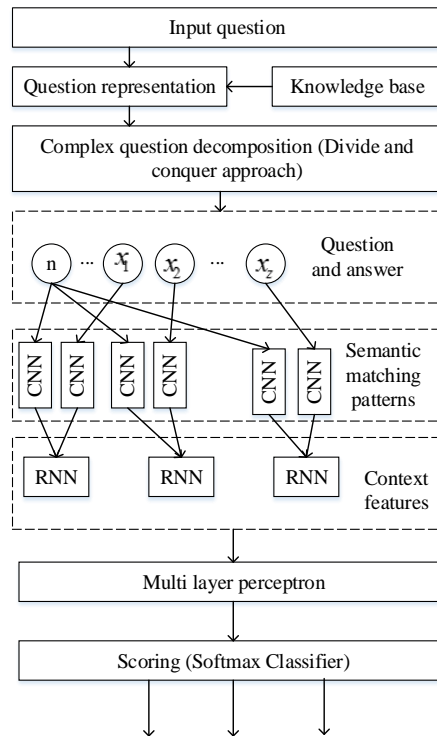 Input question
Question representation
Knowledge base
Complex question decomposition (Divide and
conquer approach)
n ... x₁ x₂ ... x_z
Question
and answer
CNN CNN CNN CNN CNN CNN
Semantic
matching
patterns
RNN RNN RNN
Context
features
Multi layer perceptron
Scoring (Softmax Classifier)